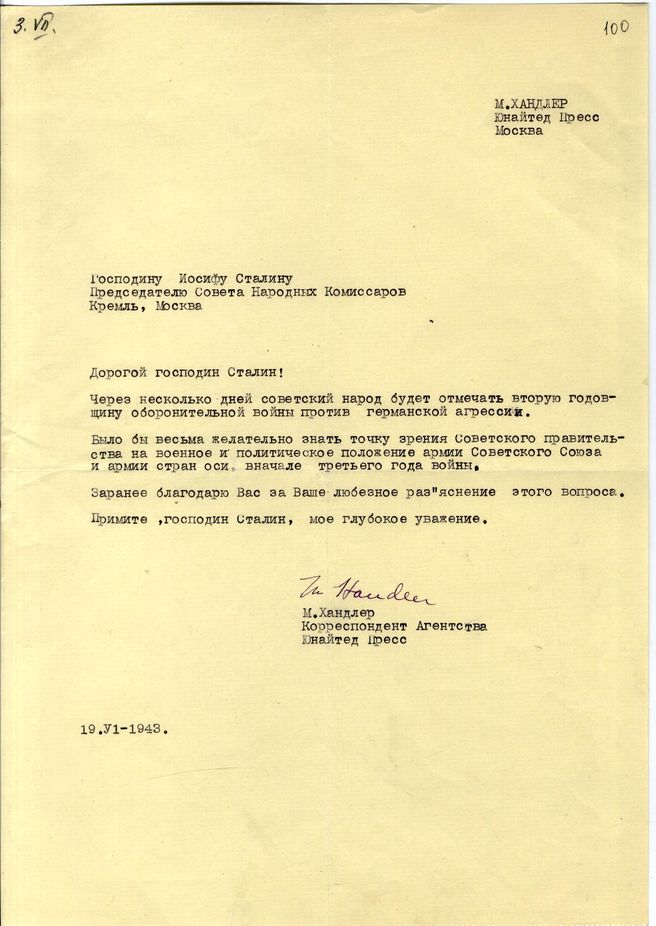 3.VII.
100
М.ХАНДЛЕР
Юнайтед Пресс
Москва
Господину Иосифу Сталину
Председателю Совета Народных Комиссаров
Кремль, Москва
Дорогой господин Сталин!
Через несколько дней советский народ будет отмечать вторую годов-
щину оборонительной войны против германской агрессии.
Было бы весьма желательно знать точку зрения Советского правитель-
ства на военное и политическое положение армии Советского Союза
и армии стран оси, вначале третьего года войны.
Заранее благодарю Вас за Ваше любезное раз"яснение этого вопроса.
Примите ,господин Сталин, мое глубокое уважение.
M Handler
М.Хандлер
Корреспондент Агентства
Юнайтед Пресс
19.У1-1943.